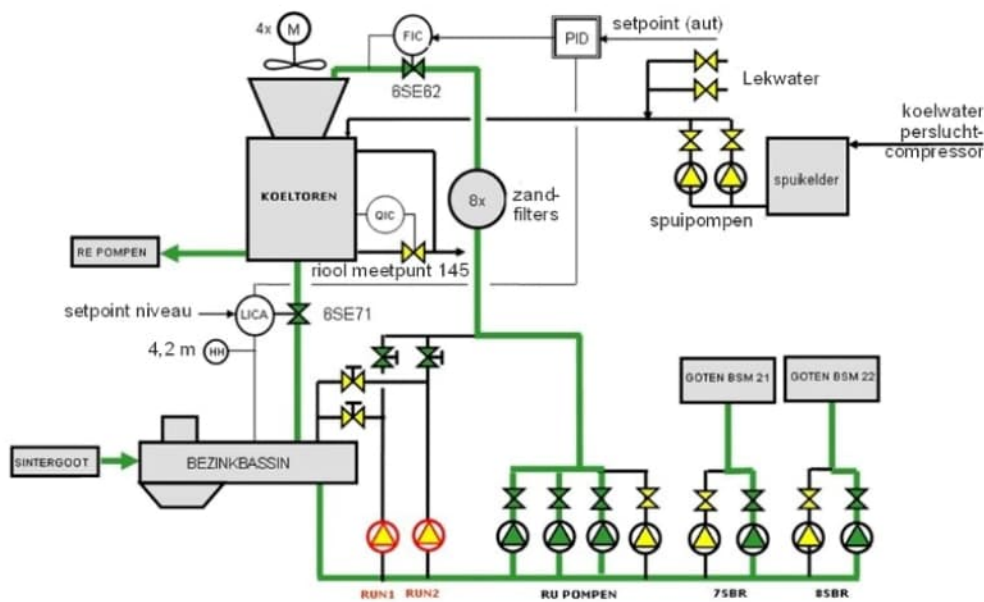 4x
M
FIC
PID
setpoint (aut)
6SE62
Lekwater
koelwater
perslucht-
compressor
KOELTOREN
8x
zand-
filters
spuikelder
spuipompen
QIC
RE POMPEN
riool meetpunt 145
setpoint niveau
LICA
6SE71
4,2 m
HH
GOTEN BSM 21
GOTEN BSM 22
SINTERGOOT
BEZINKBASSIN
RUN1
RUN2
RU POMPEN
7SBR
8SBR